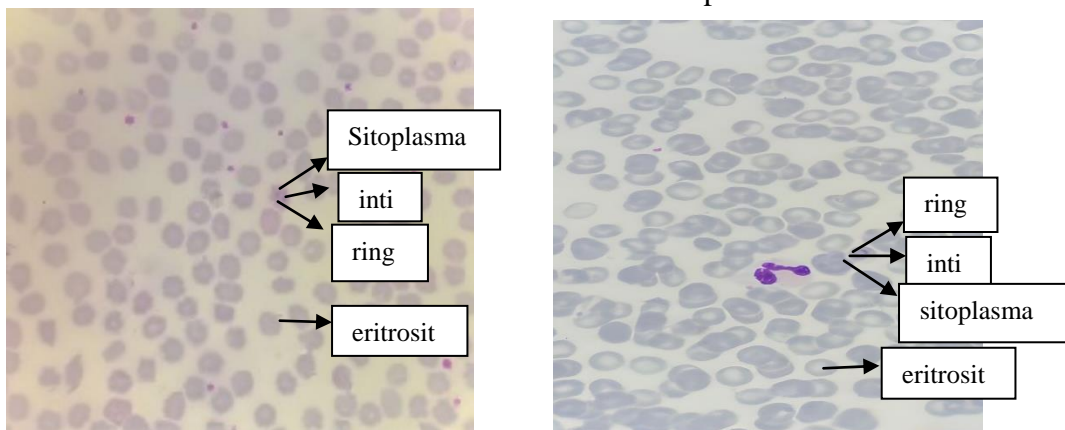 Sitoplasma
inti
ring
eritrosit
ring
inti
sitoplasma
eritrosit